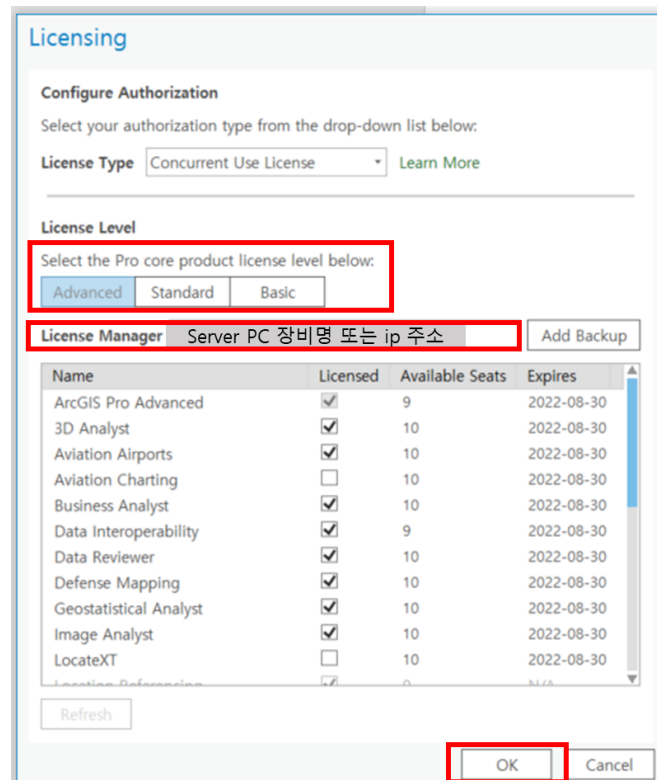 Licensing
Configure Authorization
Select your authorization type from the drop-down list below:
License Type Concurrent Use License Learn More
License Level
Select the Pro core product license level below:
Advanced Standard Basic
License Manager Server PC 장비명 또는 ip 주소 Add Backup
Name Licensed Available Seats Expires
ArcGIS Pro Advanced 9 2022-08-30
3D Analyst 10 2022-08-30
Aviation Airports 10 2022-08-30
Aviation Charting 10 2022-08-30
Business Analyst 10 2022-08-30
Data Interoperability 9 2022-08-30
Data Reviewer 10 2022-08-30
Defense Mapping 10 2022-08-30
Geostatistical Analyst 10 2022-08-30
Image Analyst 10 2022-08-30
LocateXT 10 2022-08-30
Location Referencing 0 N/A
Refresh
OK Cancel